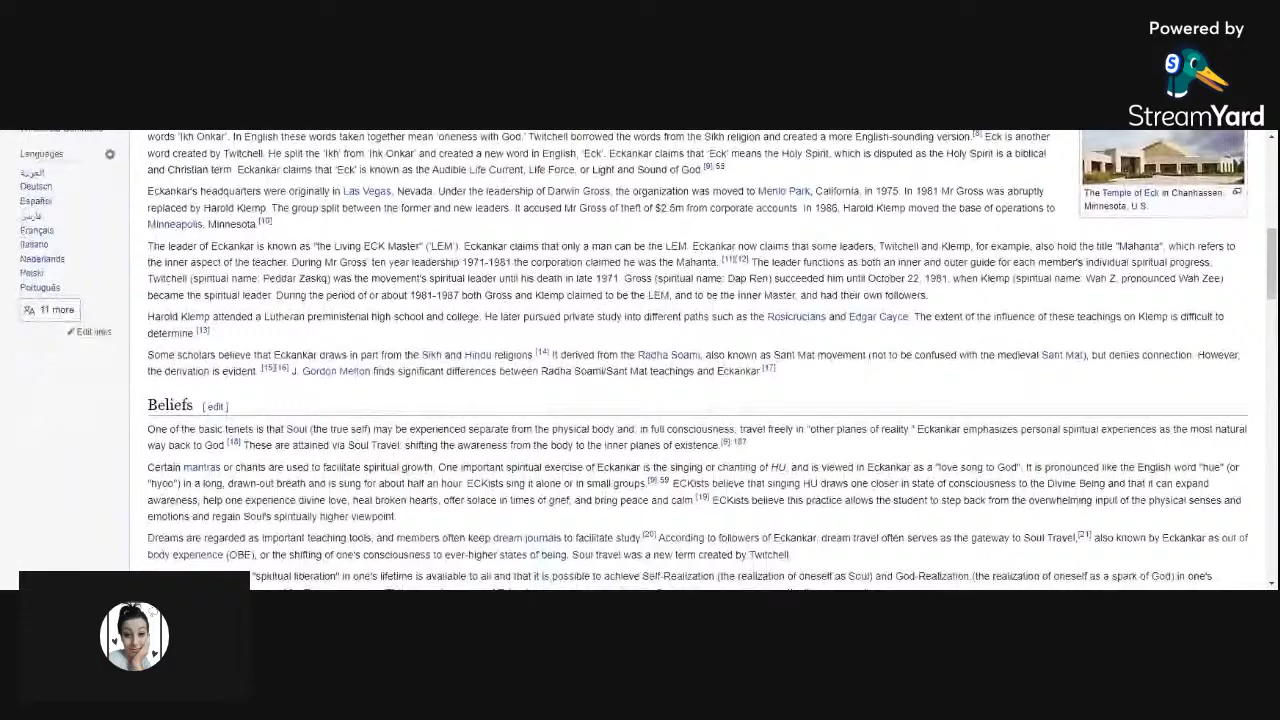 Powered by
StreamYard
words 'Ikh Onkar'. In English these words taken together mean 'oneness with God.' Twitchell borrowed the words from the Sikh religion and created a more English-sounding version.[8] Eck is another
word created by Twitchell. He split the 'Ikh' from 'Ihk Onkar' and created a new word in English, 'Eck'. Eckankar claims that 'Eck' means the Holy Spirit, which is disputed as the Holy Spirit is a biblical
and Christian term. Eckankar claims that 'Eck' is known as the Audible Life Current, Life Force, or Light and Sound of God.[9]:55
Eckankar's headquarters were originally in Las Vegas, Nevada. Under the leadership of Darwin Gross, the organization was moved to Menlo Park, California, in 1975. In 1981 Mr Gross was abruptly
replaced by Harold Klemp. The group split between the former and new leaders. It accused Mr Gross of theft of $2.5m from corporate accounts. In 1986, Harold Klemp moved the base of operations to
Minneapolis, Minnesota.[10]
The Temple of Eck in Chanhassen,
Minnesota, U.S.
The leader of Eckankar is known as "the Living ECK Master" ('LEM'). Eckankar claims that only a man can be the LEM. Eckankar now claims that some leaders, Twitchell and Klemp, for example, also hold the title "Mahanta", which refers to
the inner aspect of the teacher. During Mr Gross' ten year leadership 1971-1981 the corporation claimed he was the Mahanta. [11][12] The leader functions as both an inner and outer guide for each member's individual spiritual progress.
Twitchell (spiritual name: Peddar Zaskq) was the movement's spiritual leader until his death in late 1971. Gross (spiritual name: Dap Ren) succeeded him until October 22, 1981, when Klemp (spiritual name: Wah Z, pronounced Wah Zee)
became the spiritual leader. During the period of or about 1981-1987 both Gross and Klemp claimed to be the LEM, and to be the inner Master, and had their own followers.
Harold Klemp attended a Lutheran preministerial high school and college. He later pursued private study into different paths such as the Rosicrucians and Edgar Cayce. The extent of the influence of these teachings on Klemp is difficult to
determine.[13]
Some scholars believe that Eckankar draws in part from the Sikh and Hindu religions.[14] It derived from the Radha Soami, also known as Sant Mat movement (not to be confused with the medieval Sant Mat), but denies connection. However,
the derivation is evident. [15][16] J. Gordon Melton finds significant differences between Radha Soami/Sant Mat teachings and Eckankar.[17]
Beliefs [ edit ]
One of the basic tenets is that Soul (the true self) may be experienced separate from the physical body and, in full consciousness, travel freely in "other planes of reality." Eckankar emphasizes personal spiritual experiences as the most natural
way back to God.[18] These are attained via Soul Travel: shifting the awareness from the body to the inner planes of existence.[9]:187
Certain mantras or chants are used to facilitate spiritual growth. One important spiritual exercise of Eckankar is the singing or chanting of HU, and is viewed in Eckankar as a "love song to God". It is pronounced like the English word "hue" (or
"hyoo") in a long, drawn-out breath and is sung for about half an hour. ECKists sing it alone or in small groups.[9]:59 ECKists believe that singing HU draws one closer in state of consciousness to the Divine Being and that it can expand
awareness, help one experience divine love, heal broken hearts, offer solace in times of grief, and bring peace and calm.[19] ECKists believe this practice allows the student to step back from the overwhelming input of the physical senses and
emotions and regain Soul's spiritually higher viewpoint.
Dreams are regarded as important teaching tools, and members often keep dream journals to facilitate study.[20] According to followers of Eckankar, dream travel often serves as the gateway to Soul Travel,[21] also known by Eckankar as out of
body experience (OBE), or the shifting of one's consciousness to ever-higher states of being. Soul travel was a new term created by Twitchell.
"spiritual liberation" in one's lifetime is available to all and that it is possible to achieve Self-Realization (the realization of oneself as Soul) and God-Realization (the realization of oneself as a spark of God) in one's
Languages
العربية
Deutsch
Español
فارسی
Français
Italiano
Nederlands
Polski
Português
11 more
Edit links